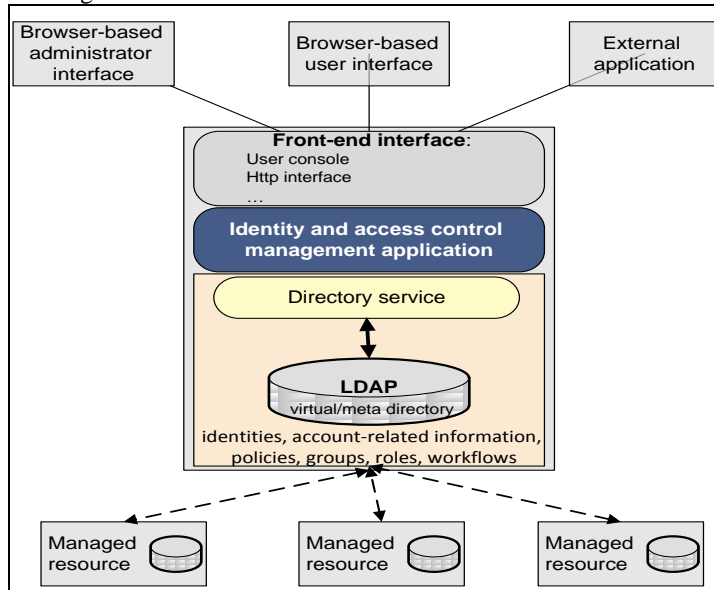 Browser-based
administrator
interface
Browser-based
user interface
External
application
Front-end interface:
User console
Http interface
…
Identity and access control
management application
Directory service
LDAP
virtual/meta directory
identities, account-related information,
policies, groups, roles, workflows
Managed
resource
Managed
resource
Managed
resource